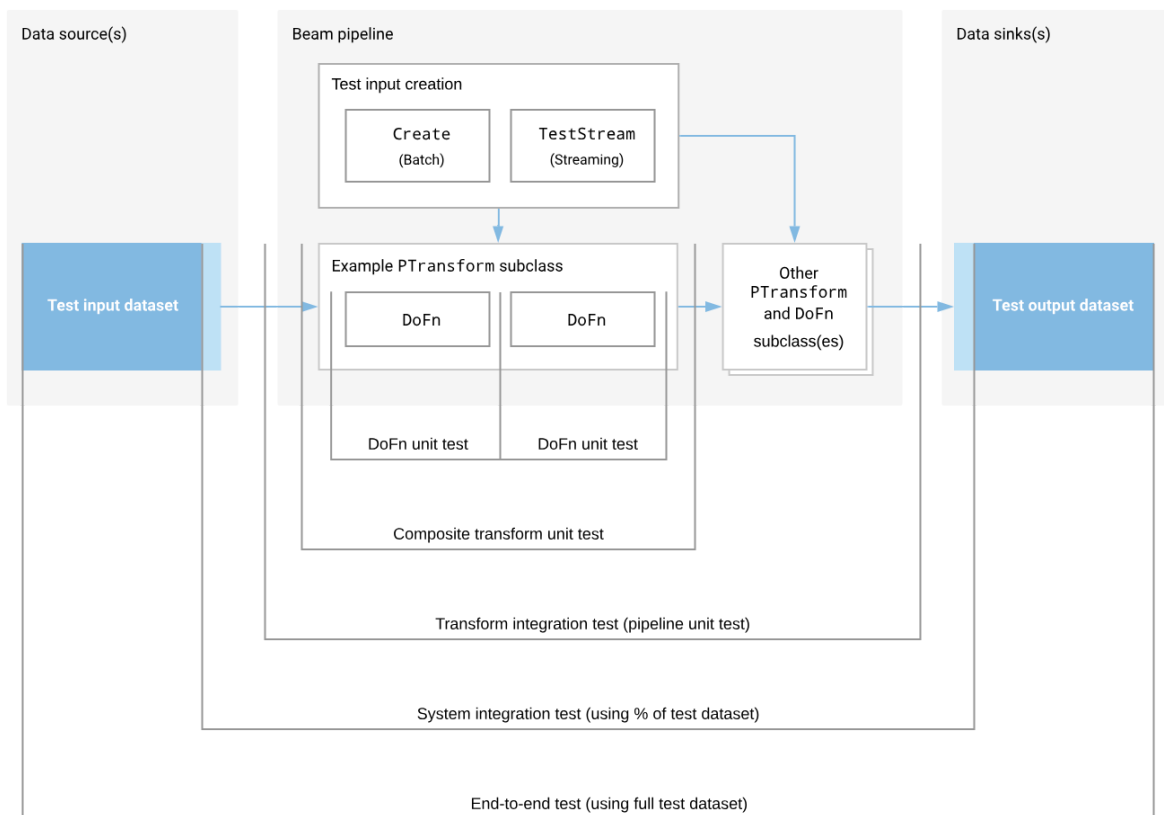 Data source(s)
Beam pipeline
Data sinks(s)
Test input creation
Create
(Batch)
TestStream
(Streaming)
Test input dataset
Example PTransform subclass
DoFn
DoFn
Other
PTransform
and DoFn
subclass(es)
Test output dataset
DoFn unit test
DoFn unit test
Composite transform unit test
Transform integration test (pipeline unit test)
System integration test (using % of test dataset)
End-to-end test (using full test dataset)